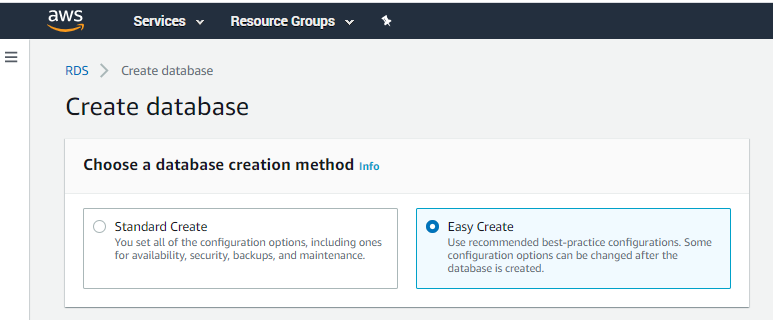 aws
Services
Resource Groups
RDS
Create database
Create database
Choose a database creation method Info
Standard Create
You set all of the configuration options, including ones
for availability, security, backups, and maintenance.
Easy Create
Use recommended best-practice configurations. Some
configuration options can be changed after the
database is created.